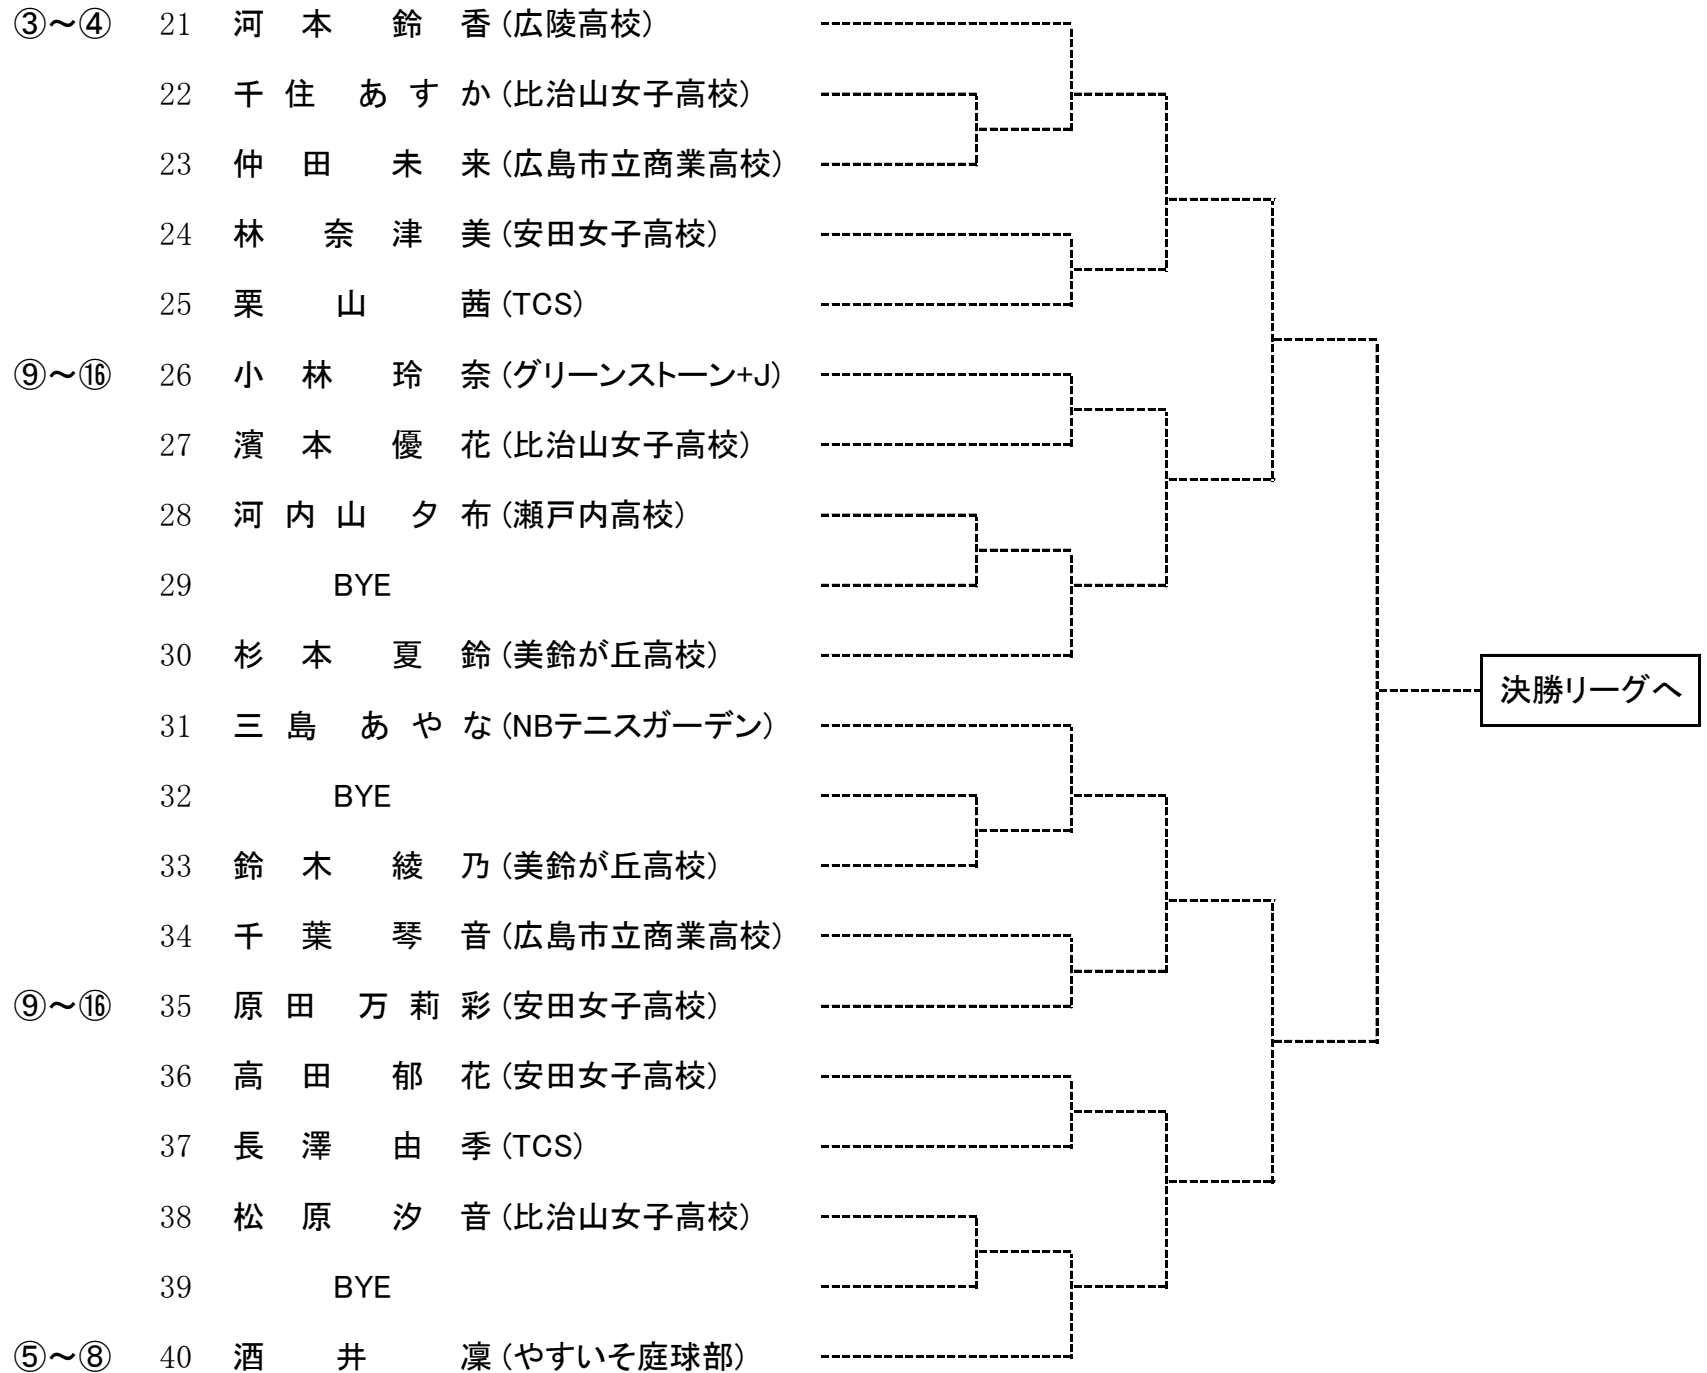 ③～④ 21 河本 鈴香 (広陵高校)
22 千住 あすか (比治山女子高校)
23 仲田 未来 (広島市立商業高校)
24 林 奈津美 (安田女子高校)
25 栗山 茜 (TCS)
⑨～⑯ 26 小林 玲奈 (グリーンストーン+J)
27 濱本 優花 (比治山女子高校)
28 河内山 夕布 (瀬戸内高校)
29 BYE
30 杉本 夏鈴 (美鈴が丘高校)
31 三島 あやな (NBテニスガーデン)
32 BYE
33 鈴木 綾乃 (美鈴が丘高校)
34 千葉 琴音 (広島市立商業高校)
⑨～⑯ 35 原田 万莉彩 (安田女子高校)
36 高田 郁花 (安田女子高校)
37 長澤 由季 (TCS)
38 松原 汐音 (比治山女子高校)
39 BYE
⑤～⑧ 40 酒井 凜 (やすいそ庭球部)
決勝リーグへ